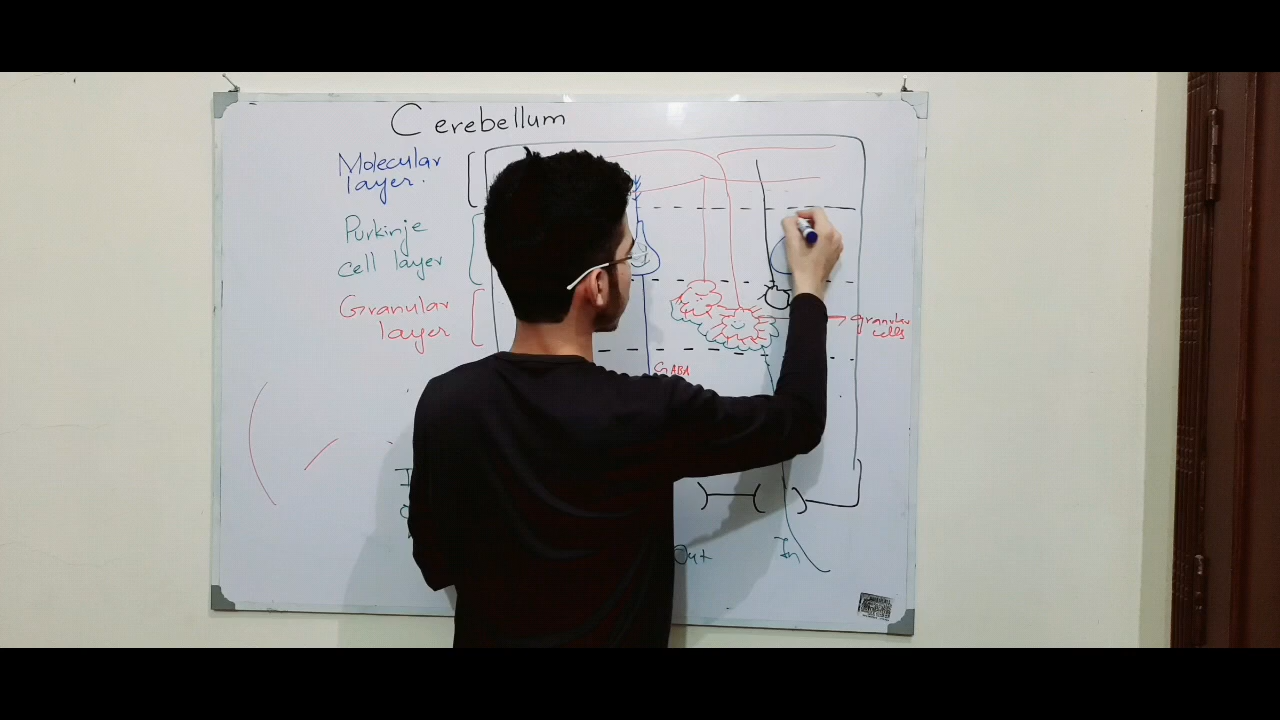 Cerebellum
Molecular
layer.
Purkinje
cell layer
Granular
layer
granular
cells
GABA
Out
In